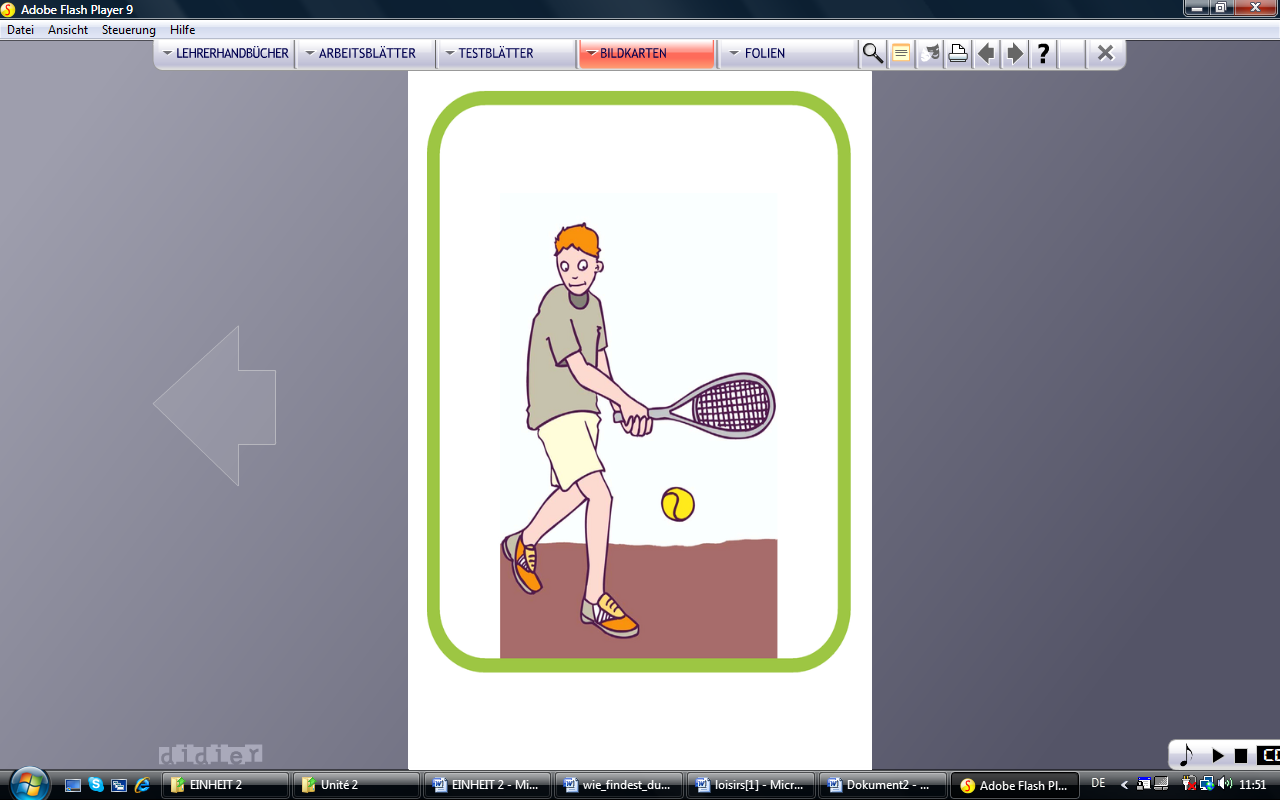 Adobe Flash Player 9
Datei Ansicht Steuerung Hilfe
LEHRERHANDBÜCHER ARBEITSBLÄTTER TESTBLÄTTER BILDKARTEN FOLIEN ?
didier
CD
EINHEIT 2 Unité 2 EINHEIT 2 - Mi... wie_findest_du... loisirs[1] - Micr... Dokument2 - ... Adobe Flash Pl... DE 11:51